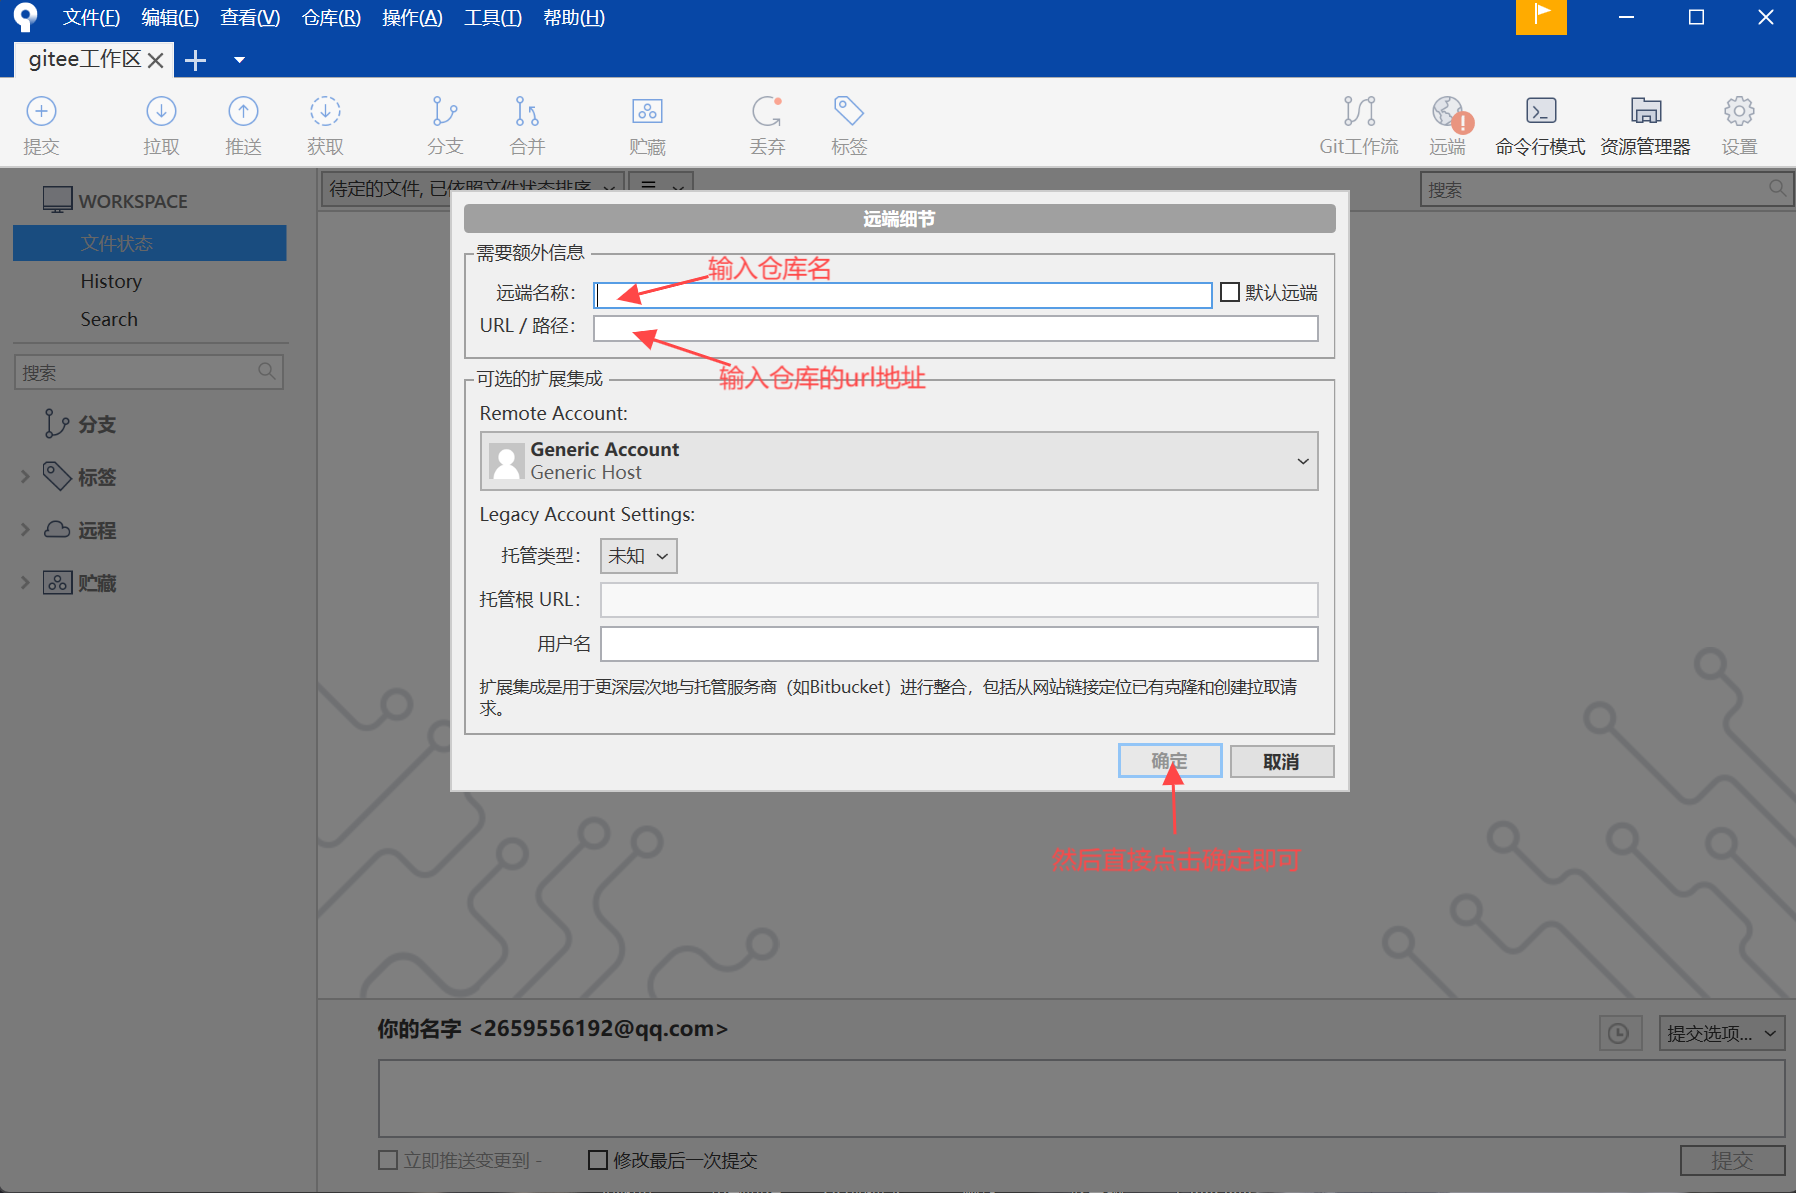 文件(F) 编辑(E) 查看(V) 仓库(R) 操作(A) 工具(T) 帮助(H)
gitee工作区
提交 拉取 推送 获取 分支 合并 贮藏 丢弃 标签 Git工作流 远端 命令行模式 资源管理器 设置
WORKSPACE
文件状态
History
Search
搜索
分支
标签
远程
贮藏
待定的文件, 已依照文件状态排序
搜索
远端细节
需要额外信息
输入仓库名
远端名称：
默认远端
URL / 路径：
输入仓库的url地址
可选的扩展集成
Remote Account:
Generic Account
Generic Host
Legacy Account Settings:
托管类型： 未知
托管根 URL：
用户名
扩展集成是用于更深层次地与托管服务商（如Bitbucket）进行整合，包括从网站链接定位已有克隆和创建拉取请
求。
确定 取消
然后直接点击确定即可
你的名字 <2659556192@qq.com>
提交选项...
立即推送变更到 -
修改最后一次提交
提交